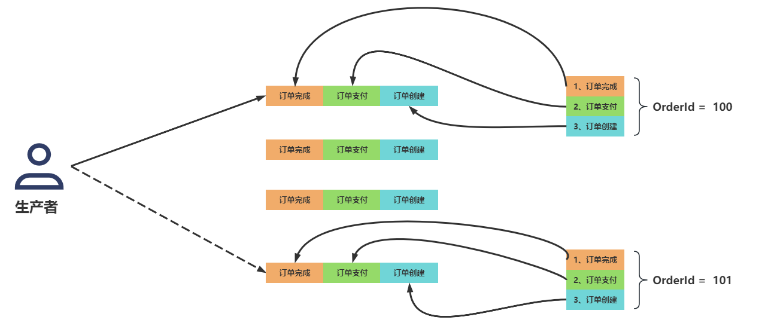 订单完成 订单支付 订单创建
1、订单完成
2、订单支付
3、订单创建
OrderId = 100
订单完成 订单支付 订单创建
生产者
订单完成 订单支付 订单创建
订单完成 订单支付 订单创建
1、订单完成
2、订单支付
3、订单创建
OrderId = 101